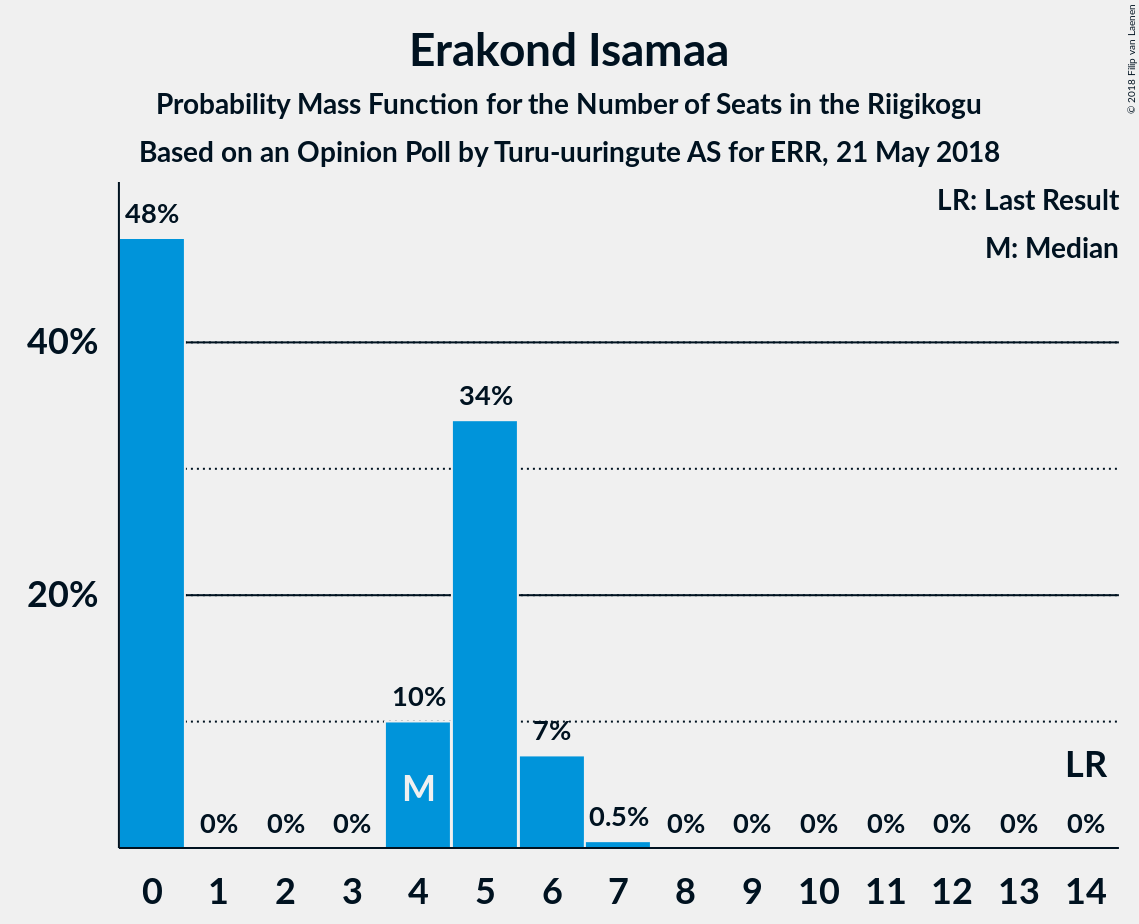 Erakond Isamaa
Probability Mass Function for the Number of Seats in the Riigikogu
Based on an Opinion Poll by Turu-uuringute AS for ERR, 21 May 2018
© 2018 Filip van Laenen
LR: Last Result
M: Median
48%
40%
34%
20%
10%
7%
M
LR
0% 0% 0% 0.5% 0% 0% 0% 0% 0% 0% 0%
0 1 2 3 4 5 6 7 8 9 10 11 12 13 14